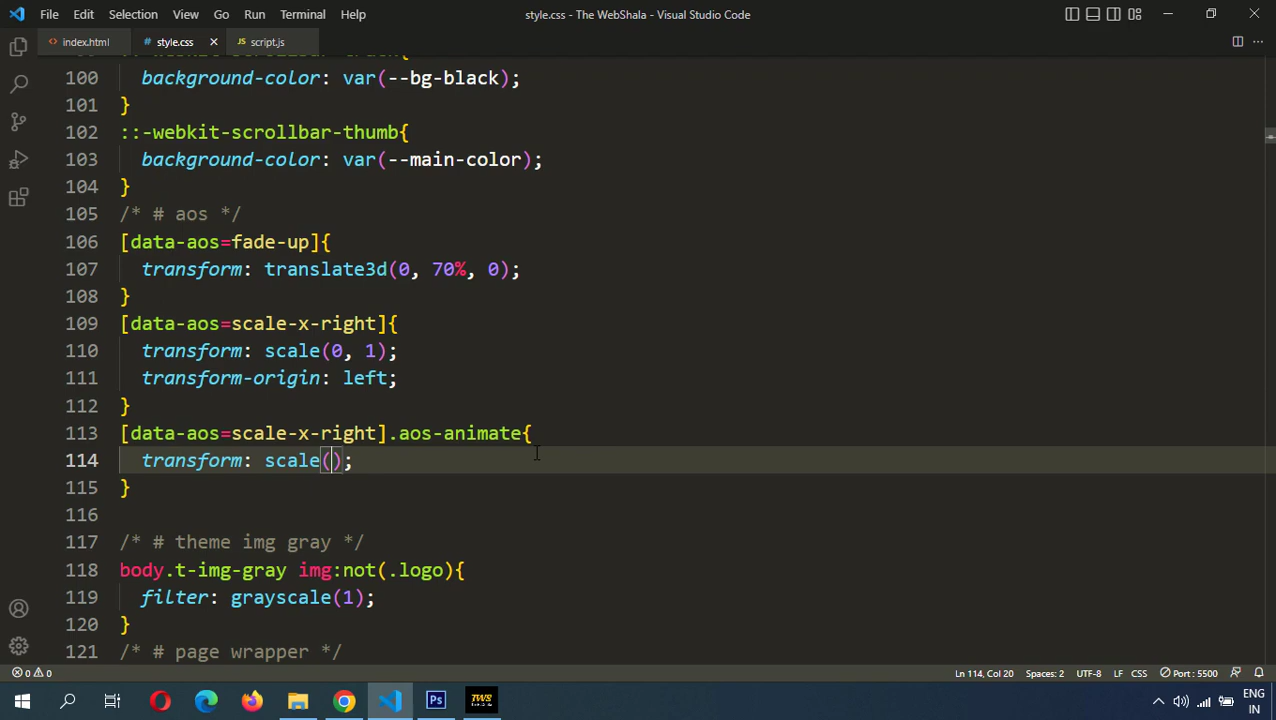 File Edit Selection View Go Run Terminal Help
style.css - The WebShala - Visual Studio Code
index.html
# style.css
JS script.js
100 background-color: var(--bg-black);
101 }
102 ::-webkit-scrollbar-thumb{
103 background-color: var(--main-color);
104 }
105 /* # aos */
106 [data-aos=fade-up]{
107 transform: translate3d(0, 70%, 0);
108 }
109 [data-aos=scale-x-right]{
110 transform: scale(0, 1);
111 transform-origin: left;
112 }
113 [data-aos=scale-x-right].aos-animate{
114 transform: scale();
115 }
116
117 /* # theme img gray */
118 body.t-img-gray img:not(.logo){
119 filter: grayscale(1);
120 }
121 /* # page wrapper */
0 0
Ln 114, Col 20 Spaces: 2 UTF-8 LF CSS Port: 5500
Ps
TWS
ENG
IN